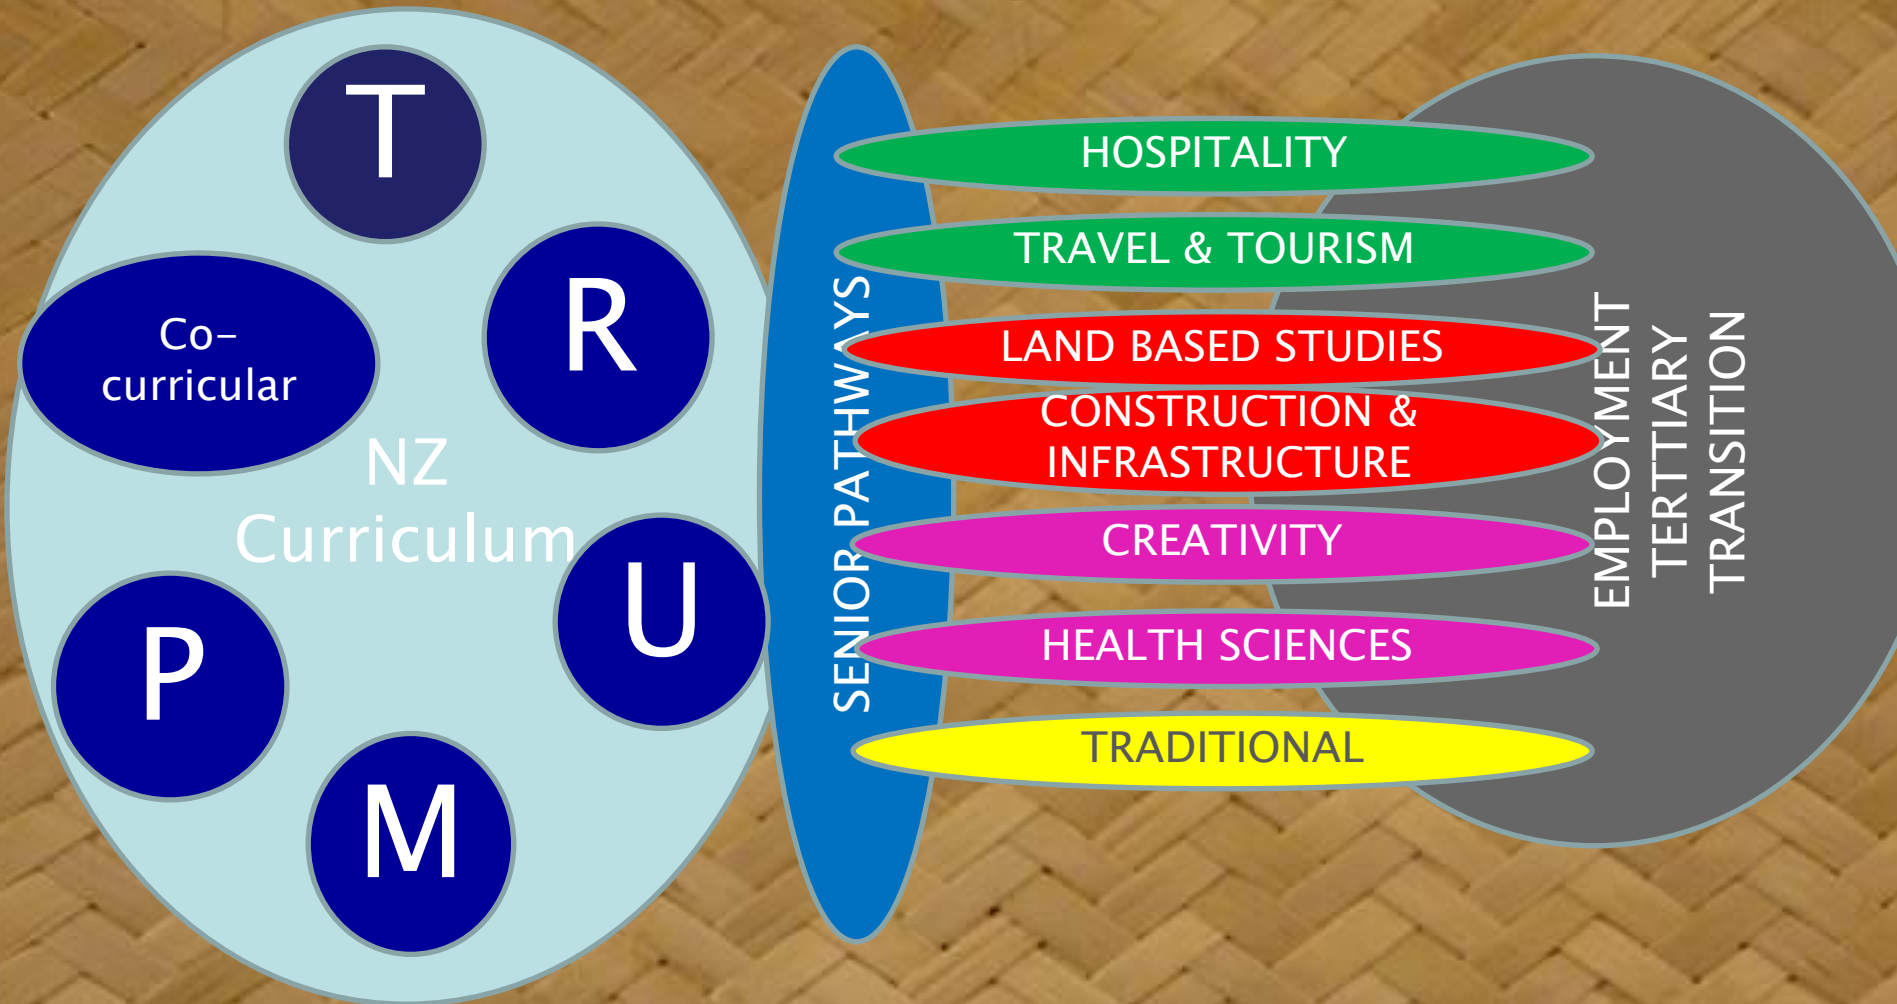 T
R
Co-
curricular
NZ
Curriculum
U
P
M
SENIOR PATHWAYS
HOSPITALITY
TRAVEL & TOURISM
LAND BASED STUDIES
CONSTRUCTION &
INFRASTRUCTURE
CREATIVITY
HEALTH SCIENCES
TRADITIONAL
EMPLOYMENT
TERTTIARY
TRANSITION